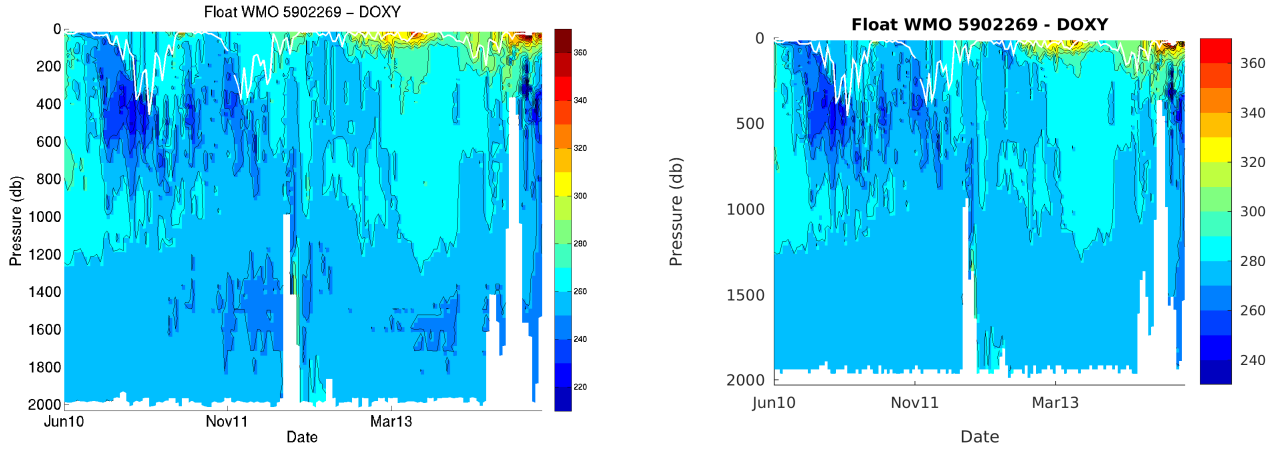 Float WMO 5902269 – DOXY
0
200
400
600
800
1000
1200
1400
1600
1800
2000
Pressure (db)
Jun10
Nov11
Mar13
Date
360
340
320
300
280
260
240
220
Float WMO 5902269 - DOXY
0
500
1000
1500
2000
Pressure (db)
Jun10
Nov11
Mar13
Date
360
340
320
300
280
260
240